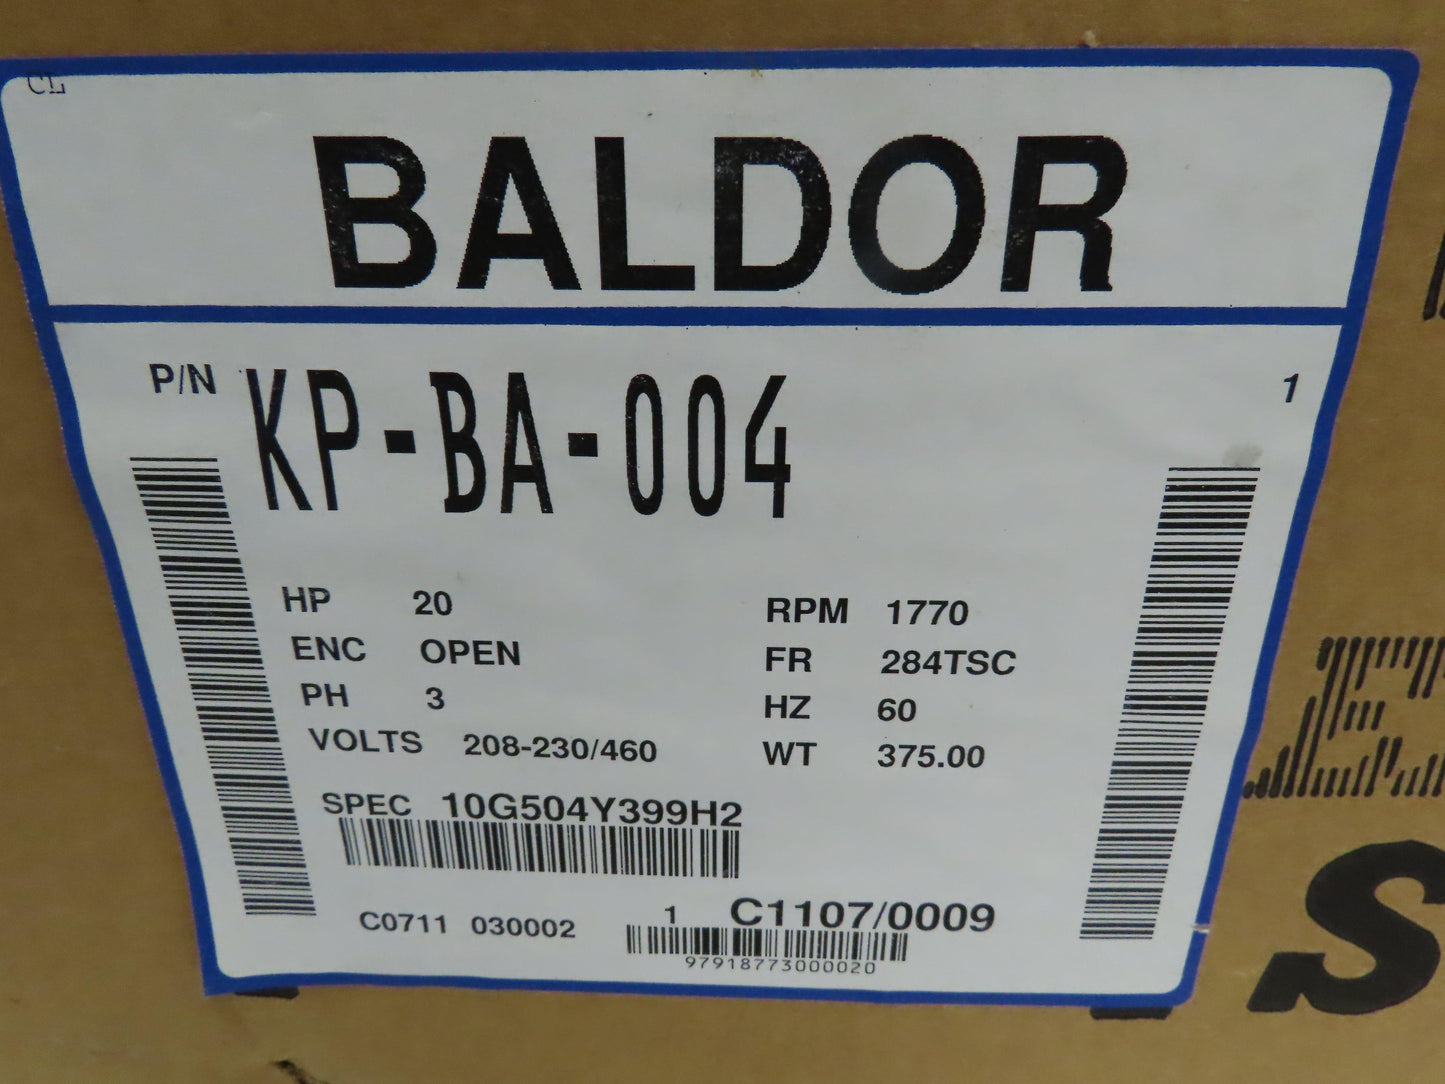 CL
BALDOR
P/N KP-BA-004 1
HP 20 RPM 1770
ENC OPEN FR 284TSC
PH 3 HZ 60
VOLTS 208-230/460 WT 375.00
SPEC 10G504Y399H2
C0711 030002 1 C1107/0009
97918773000020
E
S